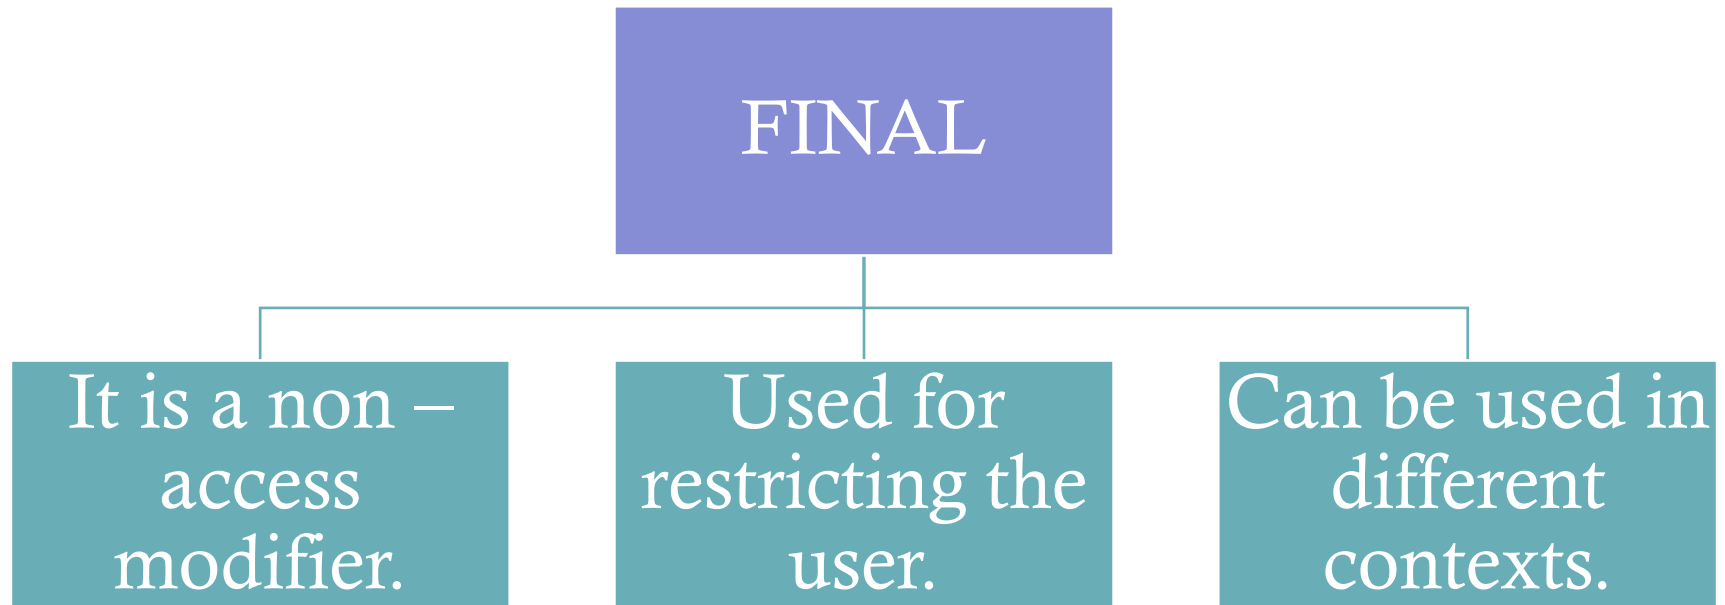 FINAL
It is a non –
access
modifier.
Used for
restricting the
user.
Can be used in
different
contexts.